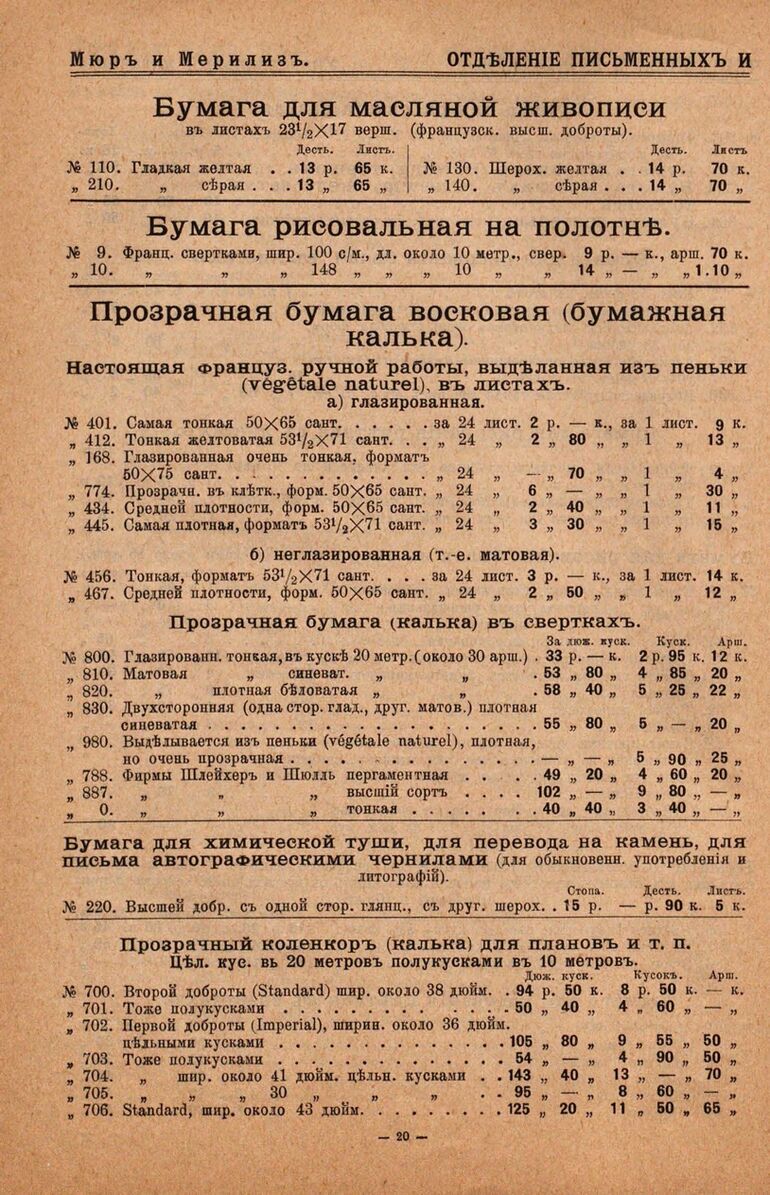 Мюръ и Мерилизъ. ОТДѢЛЕНІЕ ПИСЬМЕННЫХЪ И
Бумага для масляной живописи
въ листахъ 23½×17 верш. (французск. высш. доброты).
Десть. Листъ. Десть. Листъ
№ 110. Гладкая желтая . . 13 р. 65 к. № 130. Шерох. желтая . . 14 р. 70 к.
„ 210. „ сѣрая . . . 13 „ 65 „ „ 140. „ сѣрая . . . 14 „ 70 „
Бумага рисовальная на полотнѣ.
№ 9. Франц. свертками, шир. 100 с/м., дл. около 10 метр., свер. 9 р. — к., арш. 70 к.
„ 10. „ „ „ 148 „ „ „ 10 „ „ 14 „ — „ „ 1.10 „
Прозрачная бумага восковая (бумажная
калька).
Настоящая француз. ручной работы, выдѣланная изъ пеньки
(végétale naturel), въ листахъ.
а) глазированная.
№ 401. Самая тонкая 50×65 сант. . . . . . за 24 лист. 2 р. — к., за 1 лист. 9 к.
„ 412. Тонкая желтоватая 53½×71 сант. . . „ 24 „ 2 „ 80 „ „ 1 „ 13 „
„ 168. Глазированная очень тонкая, форматъ
50×75 сант. . . . . . . . . . . . „ 24 „ — „ 70 „ „ 1 „ 4 „
„ 774. Прозрачн. въ клѣтк., форм. 50×65 сант. „ 24 „ 6 „ — „ „ 1 „ 30 „
„ 434. Средней плотности, форм. 50×65 сант. „ 24 „ 2 „ 40 „ „ 1 „ 11 „
„ 445. Самая плотная, форматъ 53½×71 сант. „ 24 „ 3 „ 30 „ „ 1 „ 15 „
б) неглазированная (т.-е. матовая).
№ 456. Тонкая, форматъ 53½×71 сант. . . . за 24 лист. 3 р. — к., за 1 лист. 14 к.
„ 467. Средней плотности, форм. 50×65 сант. „ 24 „ 2 „ 50 „ „ 1 „ 12 „
Прозрачная бумага (калька) въ сверткахъ.
За дюж. куск. Куск. Арш.
№ 800. Глазированн. тонкая, въ кускѣ 20 метр. (около 30 арш.) . 33 р. — к. 2 р. 95 к. 12 к.
„ 810. Матовая „ синеват. „ „ . 53 „ 80 „ 4 „ 85 „ 20 „
„ 820. „ плотная бѣловатая „ „ . 58 „ 40 „ 5 „ 25 „ 22 „
„ 830. Двухсторонняя (одна стор. глад., друг. матов.) плотная
синеватая . . . . . . . . . . . . . . . . . 55 „ 80 „ 5 „ — „ 20 „
„ 980. Выдѣлывается изъ пеньки (végétale naturel), плотная,
но очень прозрачная . . . . . . . . . . . . . — „ — „ 5 „ 90 „ 25 „
„ 788. Фирмы Шлейхеръ и Шюлль пергаментная . . . . 49 „ 20 „ 4 „ 60 „ 20 „
„ 887. „ „ „ высшій сортъ . . . . 102 „ — „ 9 „ 80 „ — „
„ 0. „ „ „ тонкая . . . . . . 40 „ 40 „ 3 „ 40 „ — „
Бумага для химической туши, для перевода на камень, для
письма автографическими чернилами (для обыкновенн. употребленія и
литографій).
Стопа. Десть. Листъ.
№ 220. Высшей добр. съ одной стор. глянц., съ друг. шерох. . 15 р. — р. 90 к. 5 к.
Прозрачный коленкоръ (калька) для плановъ и т. п.
Цѣл. кус. вь 20 метровъ полукусками въ 10 метровъ.
Дюж. куск. Кусокъ. Арш.
№ 700. Второй доброты (Standard) шир. около 38 дюйм. . 94 р. 50 к. 8 р. 50 к. — к.
„ 701. Тоже полукусками . . . . . . . . . . . . . . 50 „ 40 „ 4 „ 60 „ — „
„ 702. Первой доброты (Imperial), ширин. около 36 дюйм.
цѣльными кусками . . . . . . . . . . . . . . 105 „ 80 „ 9 „ 55 „ 50 „
„ 703. Тоже полукусками . . . . . . . . . . . . . . 54 „ — „ 4 „ 90 „ 50 „
„ 704. „ шир. около 41 дюйм. цѣльн. кусками . . 143 „ 40 „ 13 „ — „ 70 „
„ 705. „ „ „ 30 „ „ „ . . 95 „ — „ 8 „ 60 „ — „
„ 706. Standard, шир. около 43 дюйм. . . . . . . . . 125 „ 20 „ 11 „ 50 „ 65 „
— 20 —